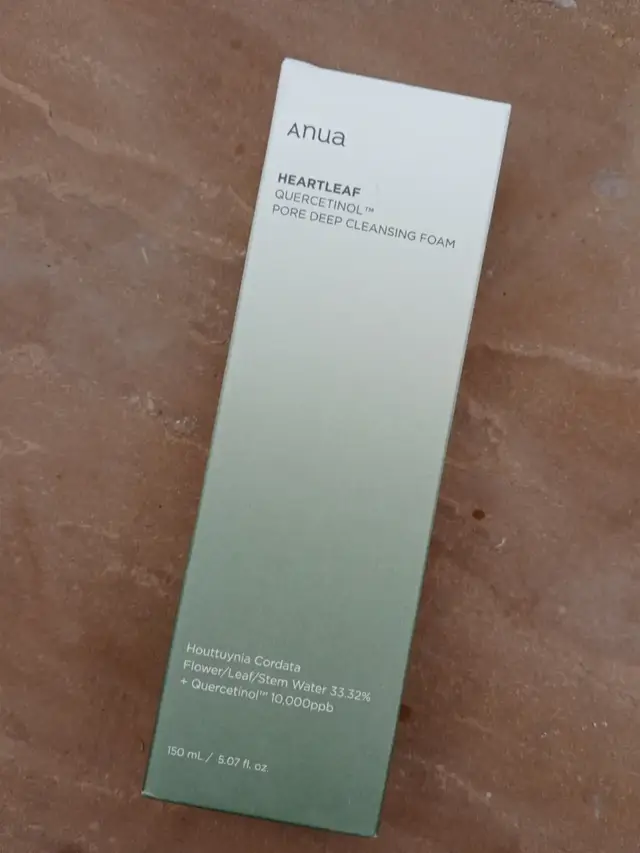 Anua
HEARTLEAF
QUERCETINOL™
PORE DEEP CLEANSING FOAM
Houttuynia Cordata
Flower/Leaf/Stem Water 33.32%
+ Quercetinol™ 10,000ppb
150 mL / 5.07 fl. oz.